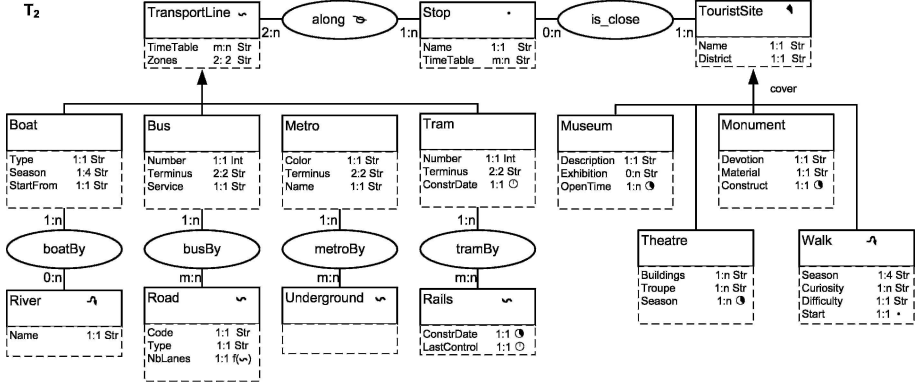 T2
TransportLine
TimeTable m:n Str
Zones 2:2 Str
2:n
along
1:n
Stop
Name 1:1 Str
TimeTable m:n Str
0:n
is_close
1:n
TouristSite
Name 1:1 Str
District 1:1 Str
cover
Boat
Type 1:1 Str
Season 1:4 Str
StartFrom 1:1 Str
Bus
Number 1:1 Int
Terminus 2:2 Str
Service 1:1 Str
Metro
Color 1:1 Str
Terminus 2:2 Str
Name 1:1 Str
Tram
Number 1:1 Int
Terminus 2:2 Str
ConstrDate 1:1
Museum
Description 1:1 Str
Exhibition 0:n Str
OpenTime 1:n
Monument
Devotion 1:1 Str
Material 1:1 Str
Construct 1:1
1:n
boatBy
0:n
1:n
busBy
m:n
1:n
metroBy
m:n
1:n
tramBy
m:n
Theatre
Buildings 1:n Str
Troupe 1:n Str
Season 1:n
Walk
Season 1:4 Str
Curiosity 1:n Str
Difficulty 1:1 Str
Start 1:1
River
Name 1:1 Str
Road
Code 1:1 Str
Type 1:1 Str
NbLanes 1:1 f(~)
Underground
Rails
ConstrDate 1:1
LastControl 1:1